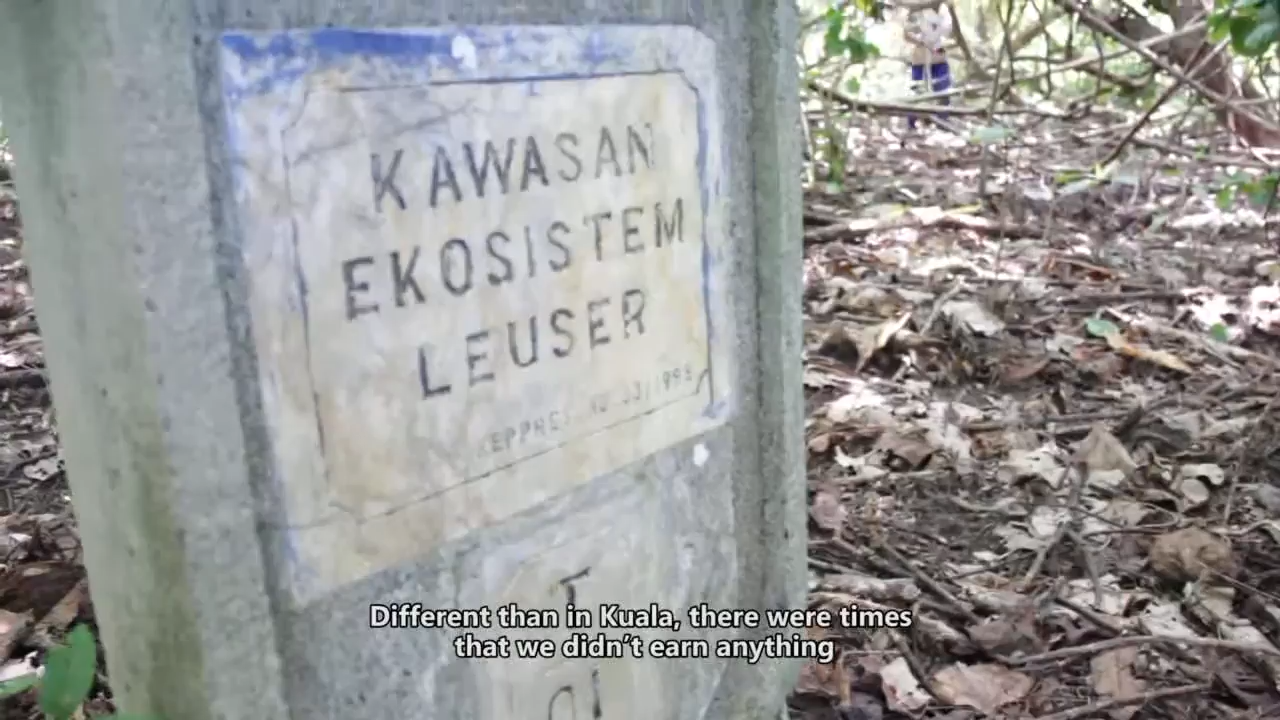 KAWASAN
EKOSISTEM
LEUSER
Different than in Kuala, there were times
that we didn't earn anything